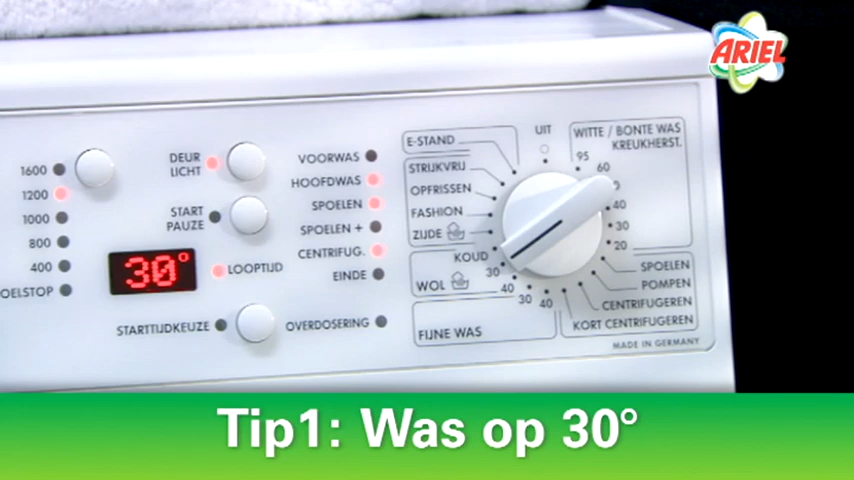 ARIEL
1600
1200
1000
800
400
OELSTOP
DEUR
LICHT
START
PAUZE
30°
LOOPTIJD
STARTTIJDKEUZE
VOORWAS
HOOFDWAS
SPOELEN
SPOELEN +
CENTRIFUG.
EINDE
OVERDOSERING
E-STAND
STRIJKVRIJ
OPFRISSEN
FASHION
ZIJDE
KOUD
30
WOL
40
30
40
FIJNE WAS
UIT
WITTE / BONTE WAS
KREUKHERST.
95
60
40
30
20
SPOELEN
POMPEN
CENTRIFUGEREN
KORT CENTRIFUGEREN
MADE IN GERMANY
Tip1: Was op 30°